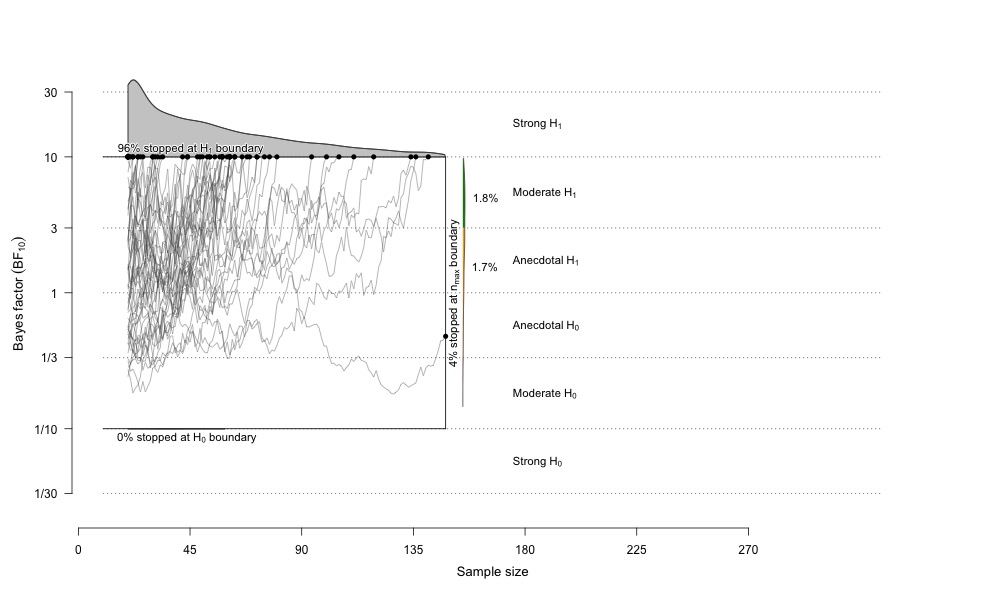 30
Strong H1
96% stopped at H1 boundary
10
1.8%
Moderate H1
3
1.7%
Anecdotal H1
1
Anecdotal H0
1/3
Moderate H0
1/10
0% stopped at H0 boundary
Strong H0
1/30
Bayes factor (BF10)
4% stopped at nmax boundary
0 45 90 135 180 225 270
Sample size